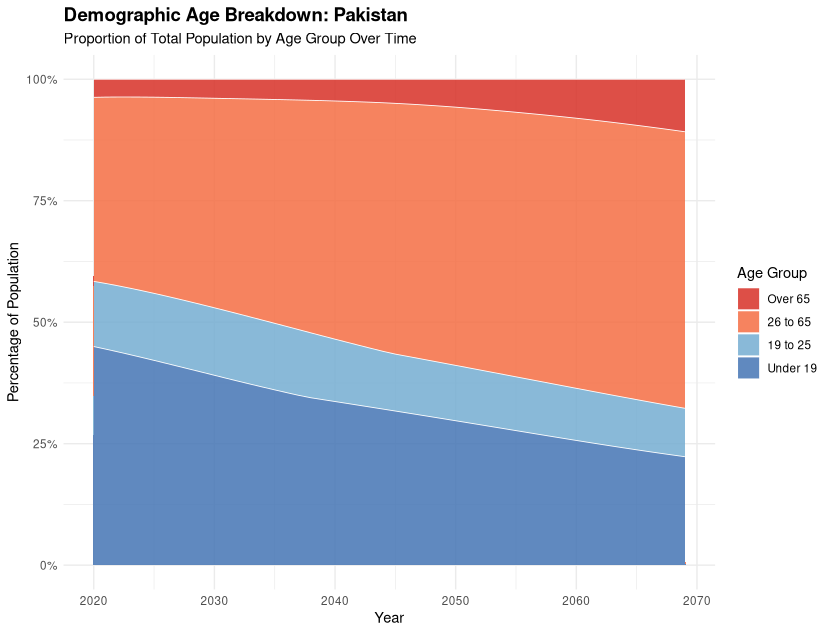 Demographic Age Breakdown: Pakistan
Proportion of Total Population by Age Group Over Time
100%
75%
50%
25%
0%
Percentage of Population
2020 2030 2040 2050 2060 2070
Year
Age Group
Over 65
26 to 65
19 to 25
Under 19